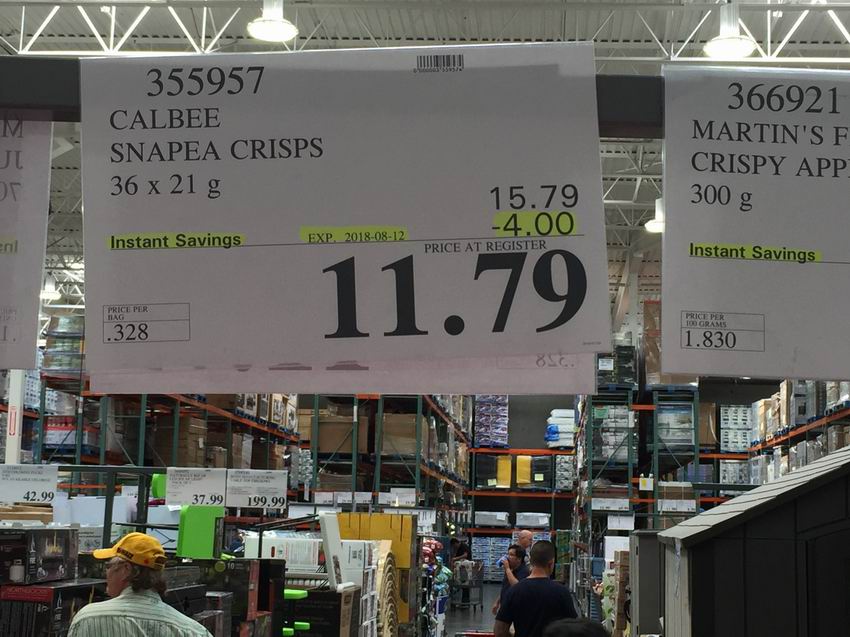 355957
CALBEE
SNAPEA CRISPS
36 x 21 g
15.79
-4.00
Instant Savings
EXP. 2018-08-12
PRICE AT REGISTER
11.79
PRICE PER
BAG
.328
366921
MARTIN'S F
CRISPY APP
300 g
Instant Savings
PRICE PER
100 GRAMS
1.830
42.99
37.99
199.99